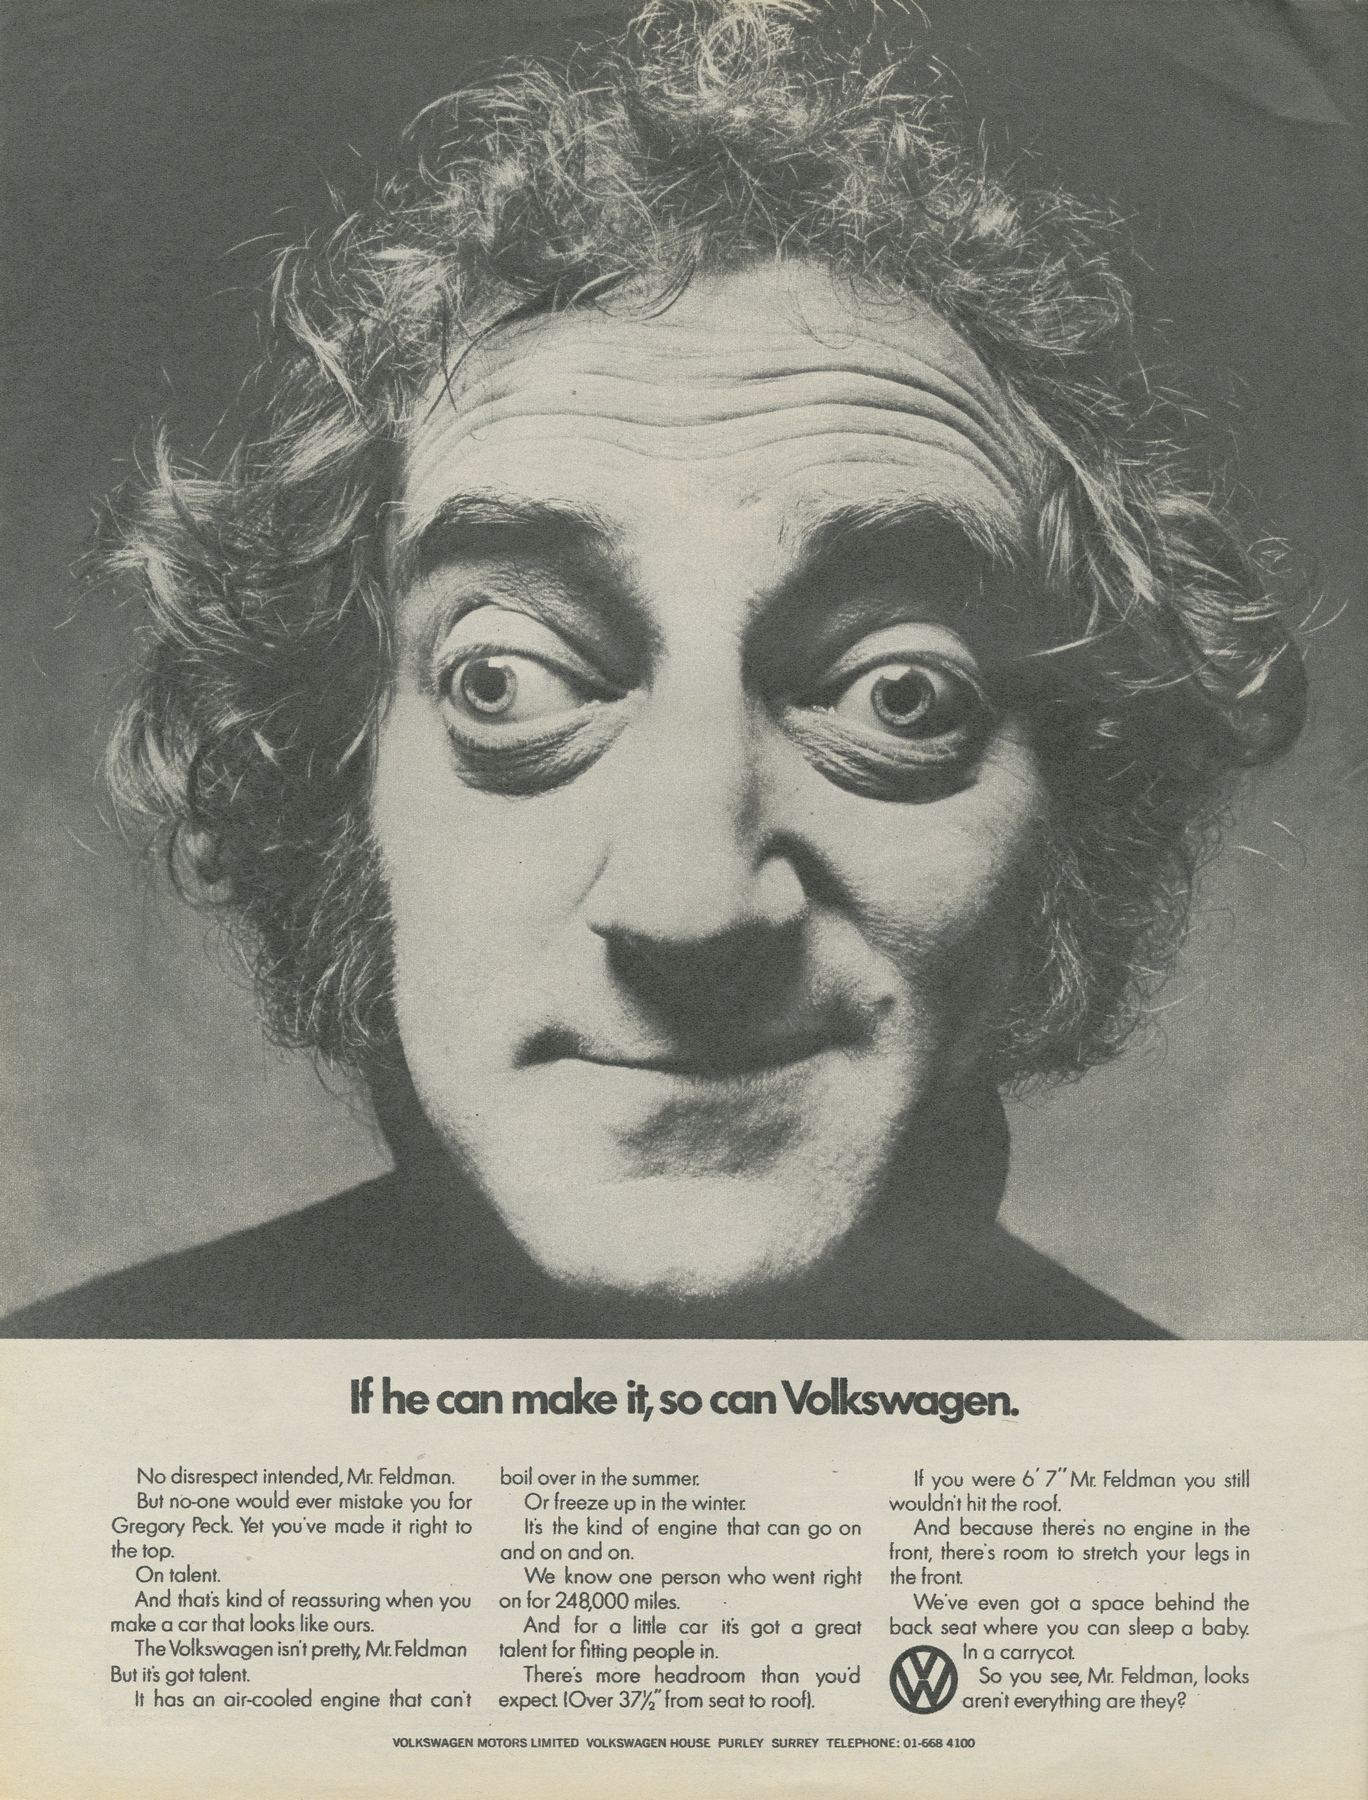 If he can make it, so can Volkswagen.
No disrespect intended, Mr. Feldman.
But no-one would ever mistake you for
Gregory Peck. Yet you've made it right to
the top.
On talent.
And that's kind of reassuring when you
make a car that looks like ours.
The Volkswagen isn't pretty, Mr. Feldman
But it's got talent.
It has an air-cooled engine that can't
boil over in the summer.
Or freeze up in the winter.
It's the kind of engine that can go on
and on and on.
We know one person who went right
on for 248,000 miles.
And for a little car it's got a great
talent for fitting people in.
There's more headroom than you'd
expect. (Over 37½" from seat to roof).
If you were 6' 7" Mr. Feldman you still
wouldn't hit the roof.
And because there's no engine in the
front, there's room to stretch your legs in
the front.
We've even got a space behind the
back seat where you can sleep a baby.
In a carrycot.
So you see, Mr. Feldman, looks
aren't everything are they?
VW
VOLKSWAGEN MOTORS LIMITED VOLKSWAGEN HOUSE PURLEY SURREY TELEPHONE: 01-668 4100